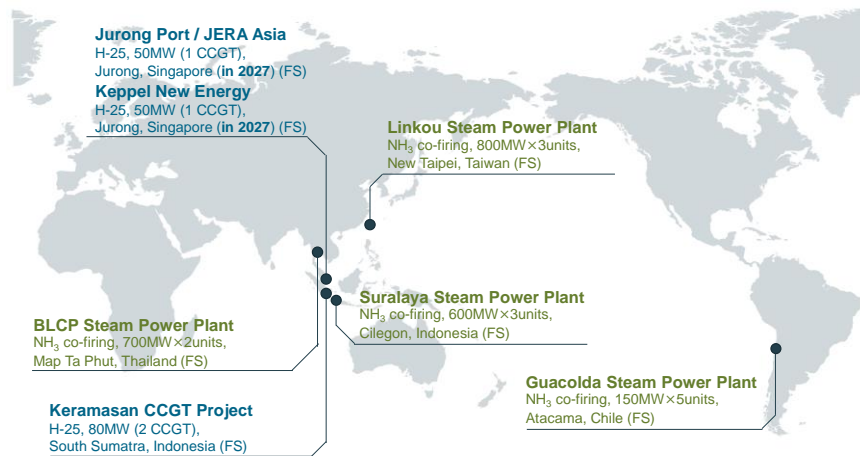 Jurong Port / JERA Asia
H-25, 50MW (1 CCGT),
Jurong, Singapore (in 2027) (FS)
Keppel New Energy
H-25, 50MW (1 CCGT),
Jurong, Singapore (in 2027) (FS)
Linkou Steam Power Plant
NH₃ co-firing, 800MW×3units,
New Taipei, Taiwan (FS)
Suralaya Steam Power Plant
NH₃ co-firing, 600MW×3units,
Cilegon, Indonesia (FS)
BLCP Steam Power Plant
NH₃ co-firing, 700MW×2units,
Map Ta Phut, Thailand (FS)
Guacolda Steam Power Plant
NH₃ co-firing, 150MW×5units,
Atacama, Chile (FS)
Keramasan CCGT Project
H-25, 80MW (2 CCGT),
South Sumatra, Indonesia (FS)